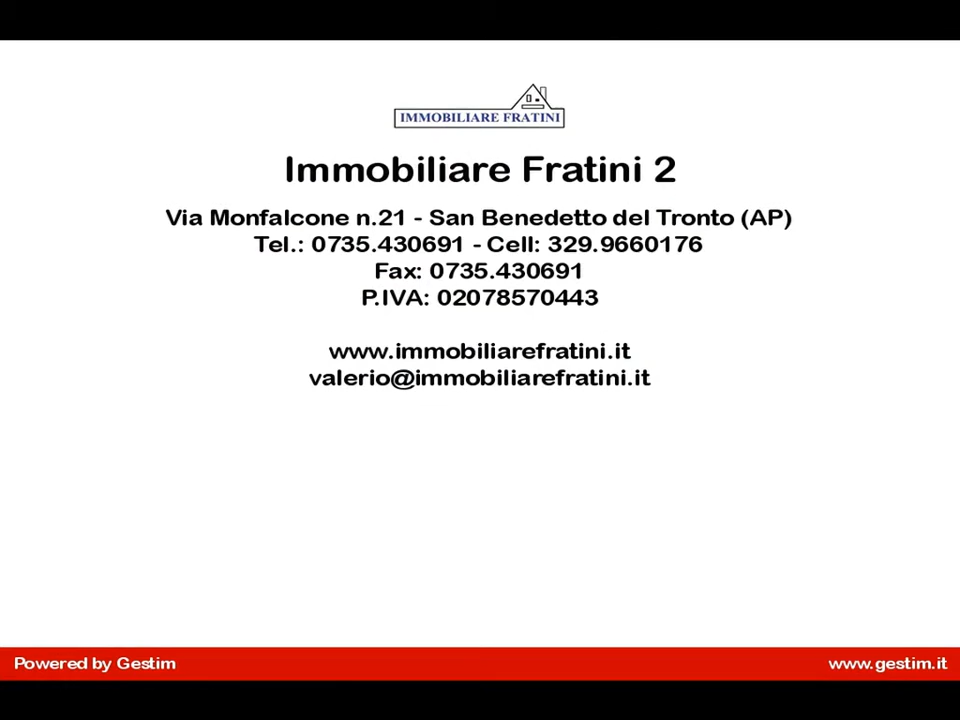 IMMOBILIARE FRATINI
Immobiliare Fratini 2
Via Monfalcone n.21 - San Benedetto del Tronto (AP)
Tel.: 0735.430691 - Cell: 329.9660176
Fax: 0735.430691
P.IVA: 02078570443
www.immobiliarefratini.it
valerio@immobiliarefratini.it
Powered by Gestim
www.gestim.it